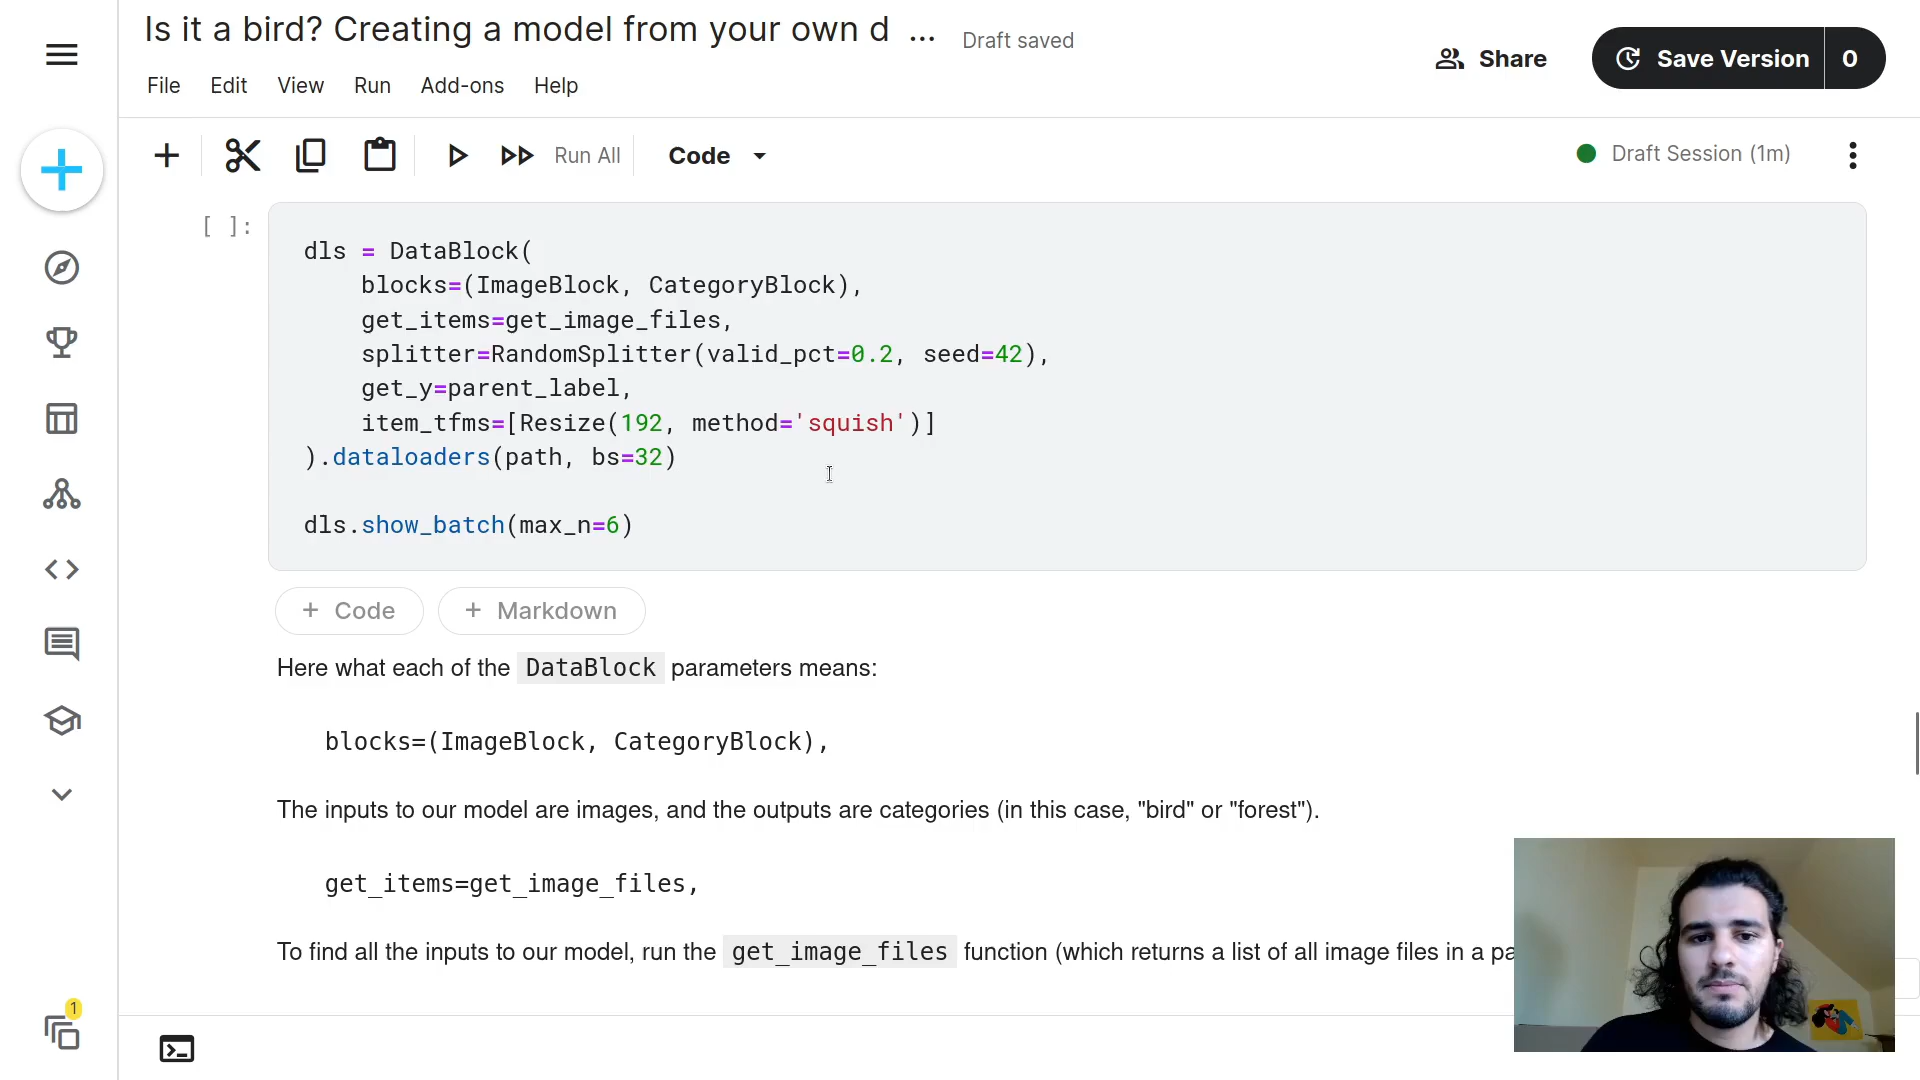 Is it a bird? Creating a model from your own d ...
Draft saved
File Edit View Run Add-ons Help
Share
Save Version 0
Run All
Code
Draft Session (1m)
[ ]:
dls = DataBlock(
    blocks=(ImageBlock, CategoryBlock),
    get_items=get_image_files,
    splitter=RandomSplitter(valid_pct=0.2, seed=42),
    get_y=parent_label,
    item_tfms=[Resize(192, method='squish')]
).dataloaders(path, bs=32)
dls.show_batch(max_n=6)
+ Code + Markdown
Here what each of the DataBlock parameters means:
blocks=(ImageBlock, CategoryBlock),
The inputs to our model are images, and the outputs are categories (in this case, "bird" or "forest").
get_items=get_image_files,
To find all the inputs to our model, run the get_image_files function (which returns a list of all image files in a pa
1